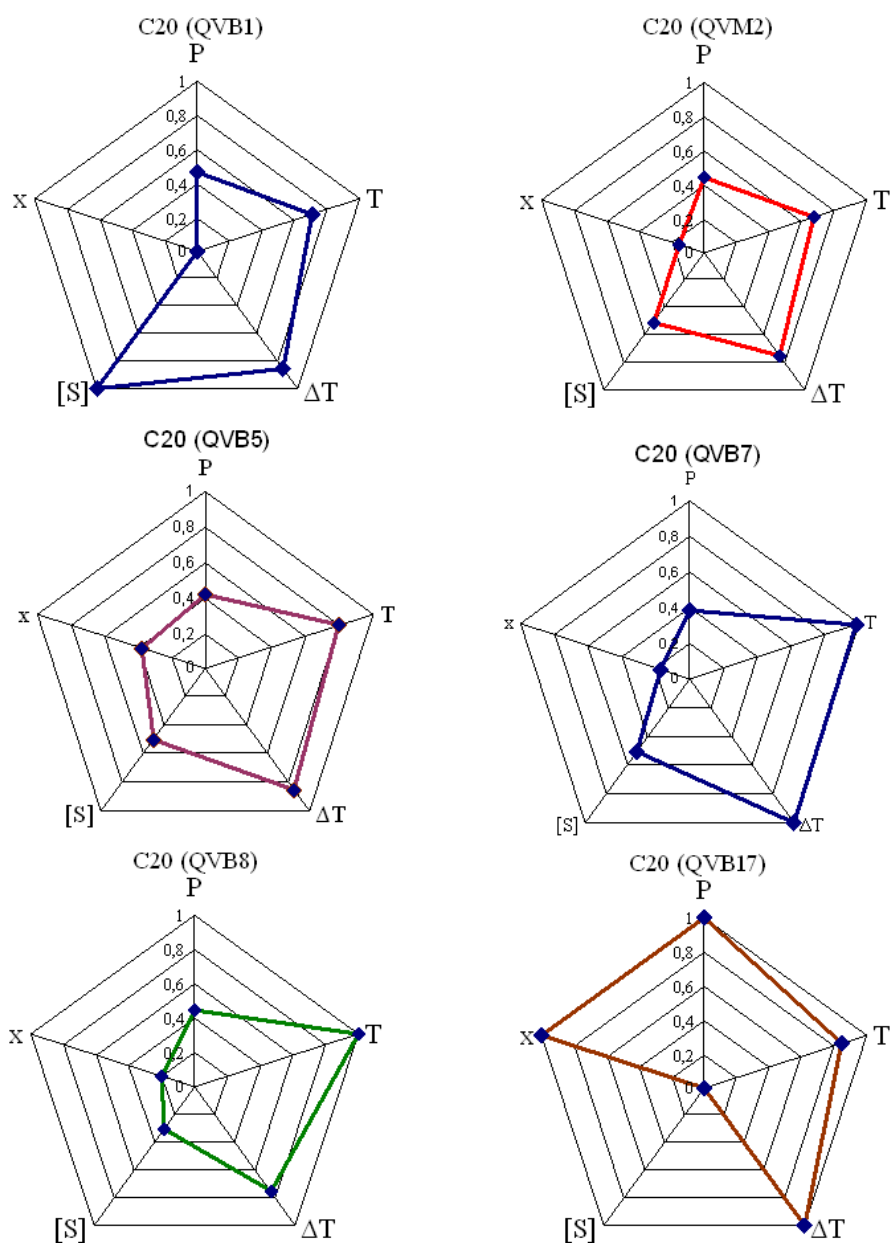 C20 (QVB1)
P
1
0,8
0,6
0,4
0,2
0
x
T
[S]
ΔT
C20 (QVM2)
P
1
0,8
0,6
0,4
2
0
x
T
[S]
ΔT
C20 (QVB5)
P
1
0,8
0,6
0,4
0,2
0
x
T
[S]
ΔT
C20 (QVB7)
P
1
0,8
0,6
0,4
0,2
0
x
T
[S]
ΔT
C20 (QVB8)
P
1
0,8
0,6
0,4
0,2
0
x
T
[S]
ΔT
C20 (QVB17)
P
1
0,8
0,6
0,4
0,2
0
x
T
[S]
ΔT